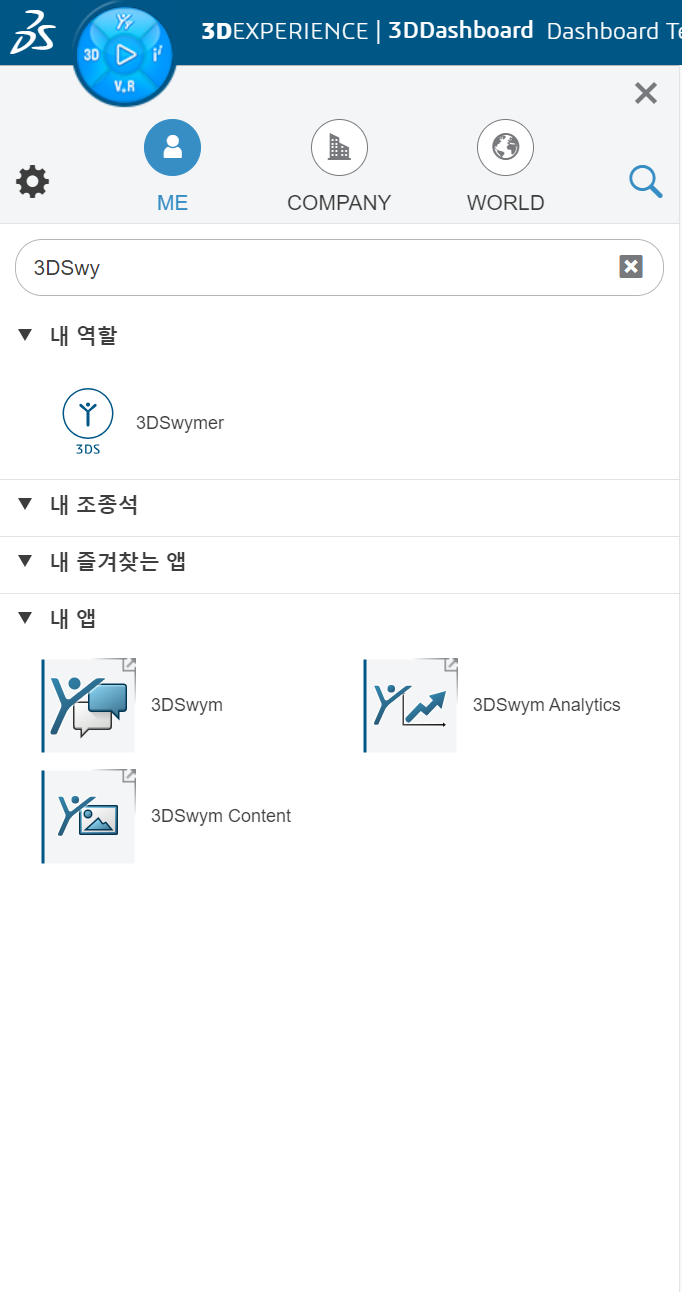 3DEXPERIENCE | 3DDashboard Dashboard Te
3D
V.R
ME
COMPANY
WORLD
3DSwy
내 역할
3DS
3DSwymer
내 조종석
내 즐겨찾는 앱
내 앱
3DSwym
3DSwym Analytics
3DSwym Content